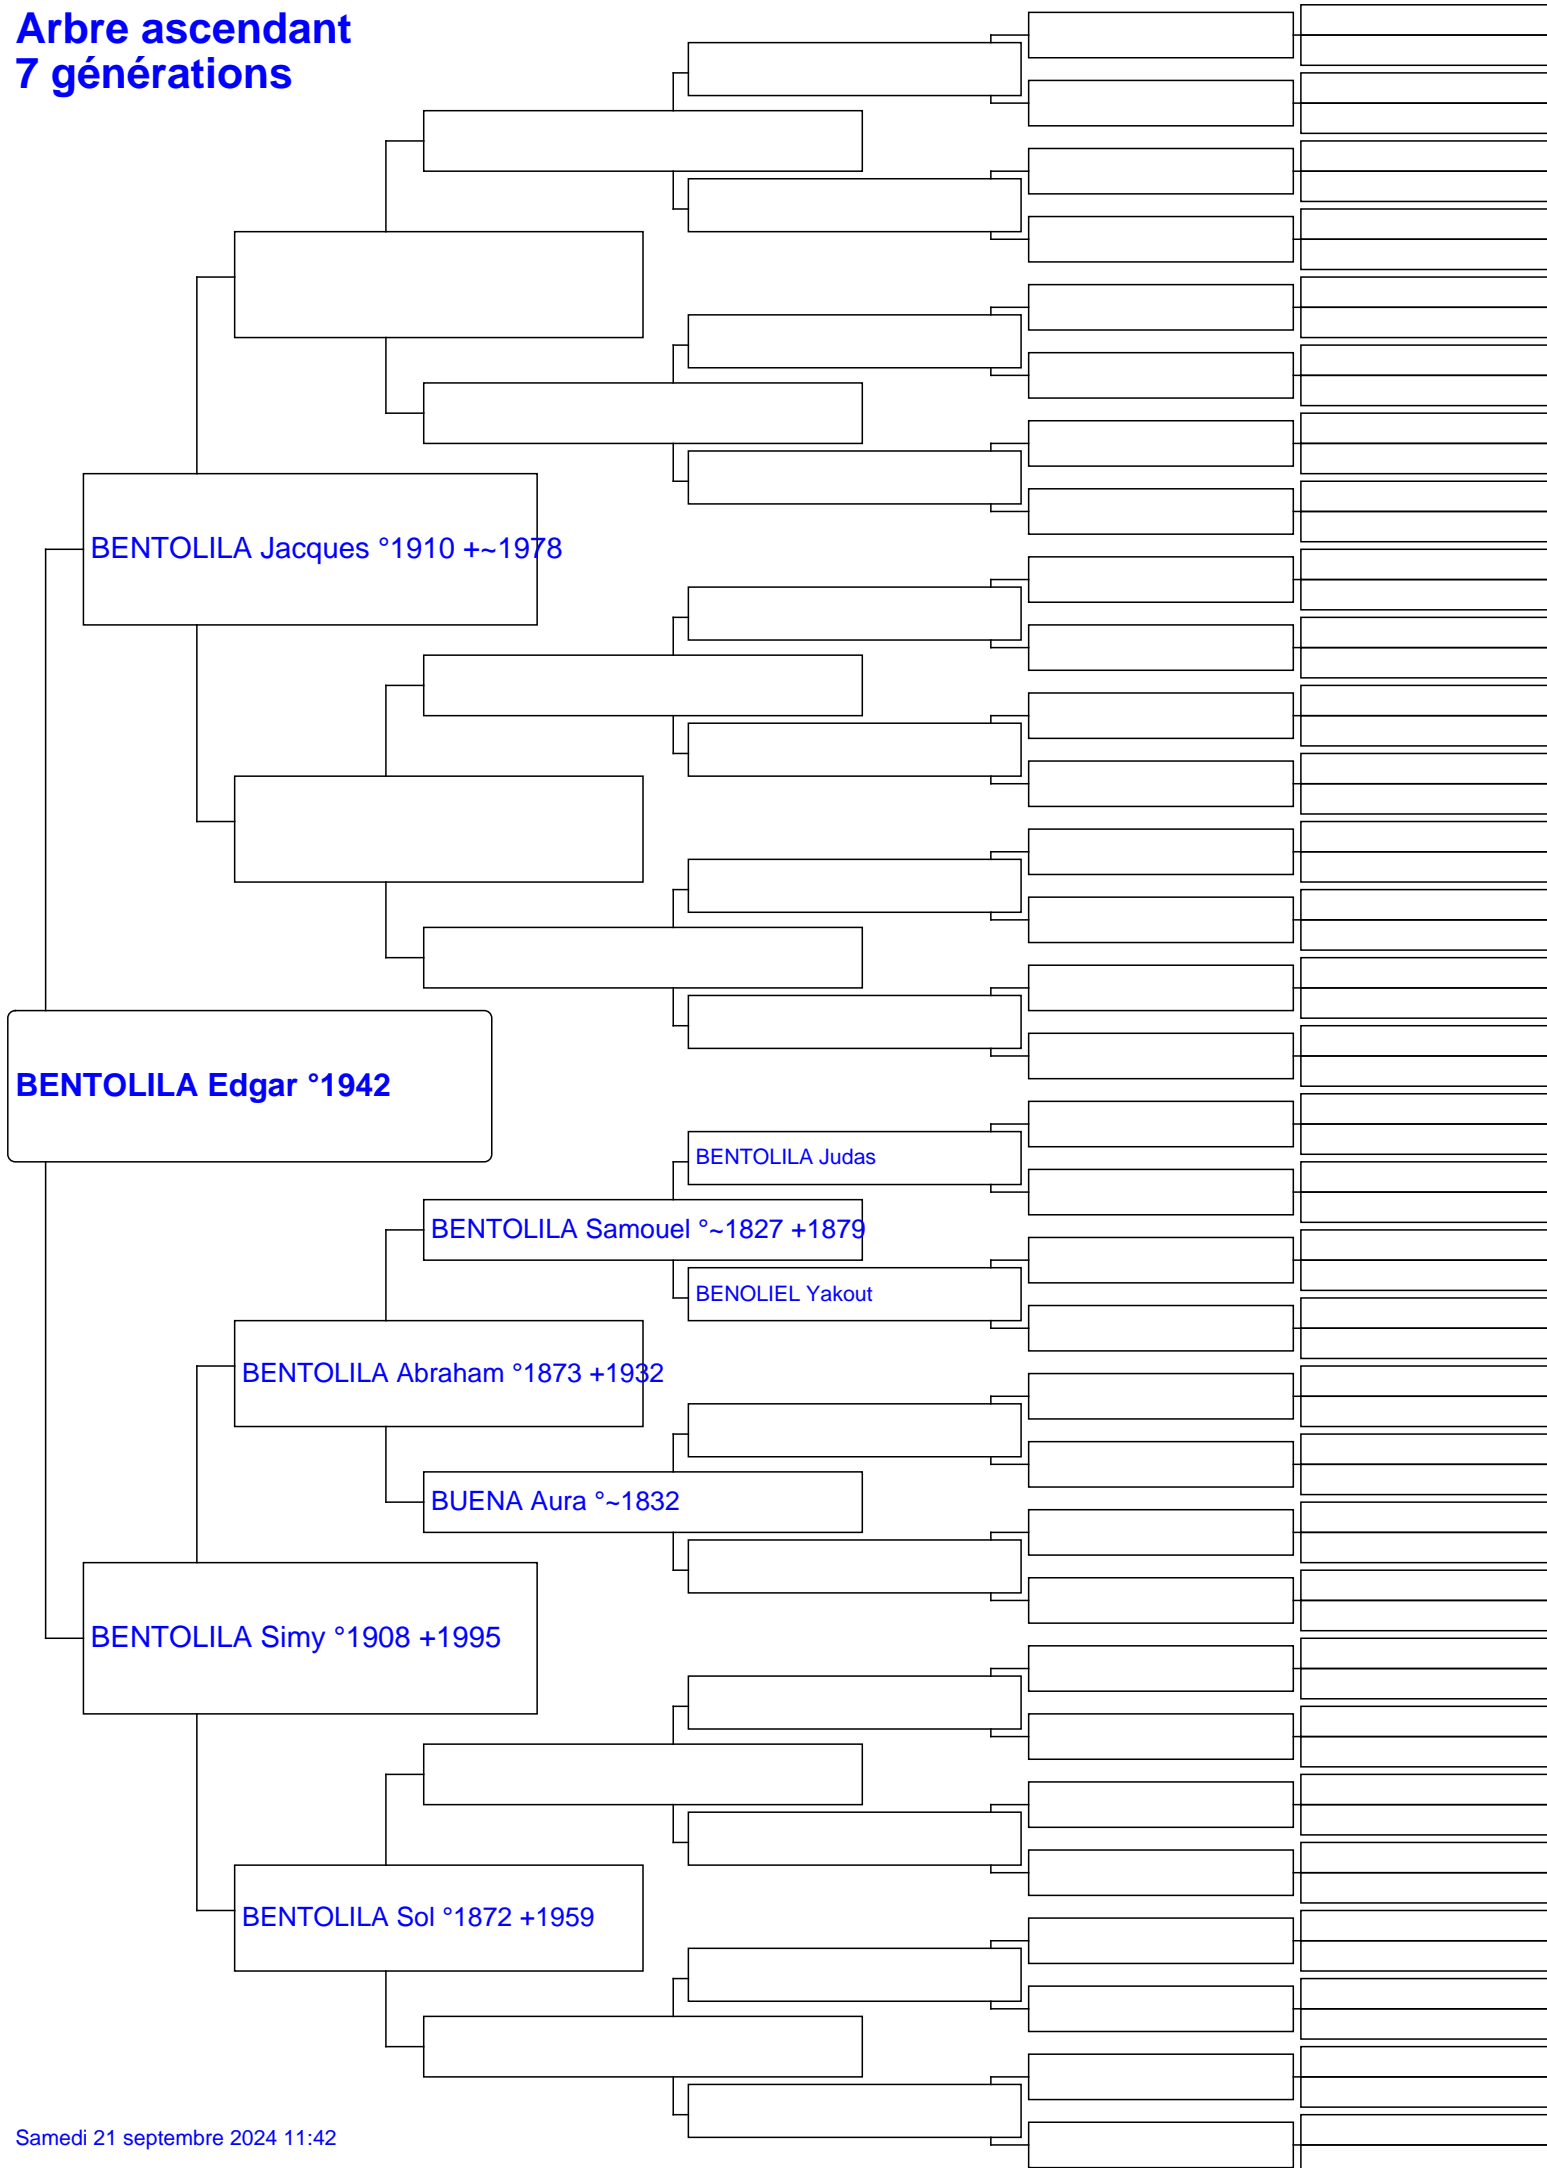 Arbre ascendant
7 générations
BENTOLILA Jacques °1910 +~1978
BENTOLILA Edgar °1942
BENTOLILA Judas
BENTOLILA Samouel °~1827 +1879
BENOLIEL Yakout
BENTOLILA Abraham °1873 +1932
BUENA Aura °~1832
BENTOLILA Simy °1908 +1995
BENTOLILA Sol °1872 +1959
Samedi 21 septembre 2024 11:42